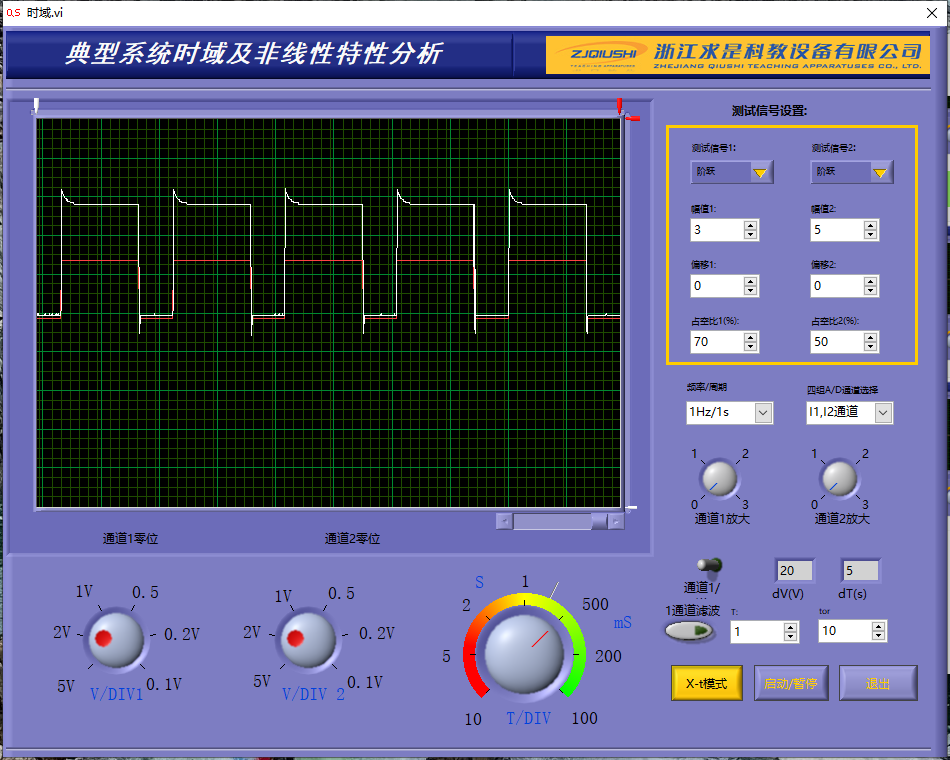 时域.vi
典型系统时域及非线性特性分析
ZJQIUSHI 浙江求是科教设备有限公司
ZHEJIANG QIUSHI TEACHING APPARATUSES CO., LTD.
测试信号设置:
测试信号1: 测试信号2:
阶跃 阶跃
幅值1: 幅值2:
3 5
偏移1: 偏移2:
0 0
占空比1(%): 占空比2(%):
70 50
频率/周期 四组A/D通道选择
1Hz/1s I1,I2通道
1 2 1 2
0 3 0 3
通道1放大 通道2放大
通道1零位 通道2零位
通道1/
20 5
dV(V) dT(s)
1通道滤波 T: tor
1 10
X-t模式 启动/暂停 退出
1V 0.5
2V 0.2V
5V 0.1V
V/DIV1
1V 0.5
2V 0.2V
5V 0.1V
V/DIV 2
S 1
2 500
mS
5 200
10 100
T/DIV